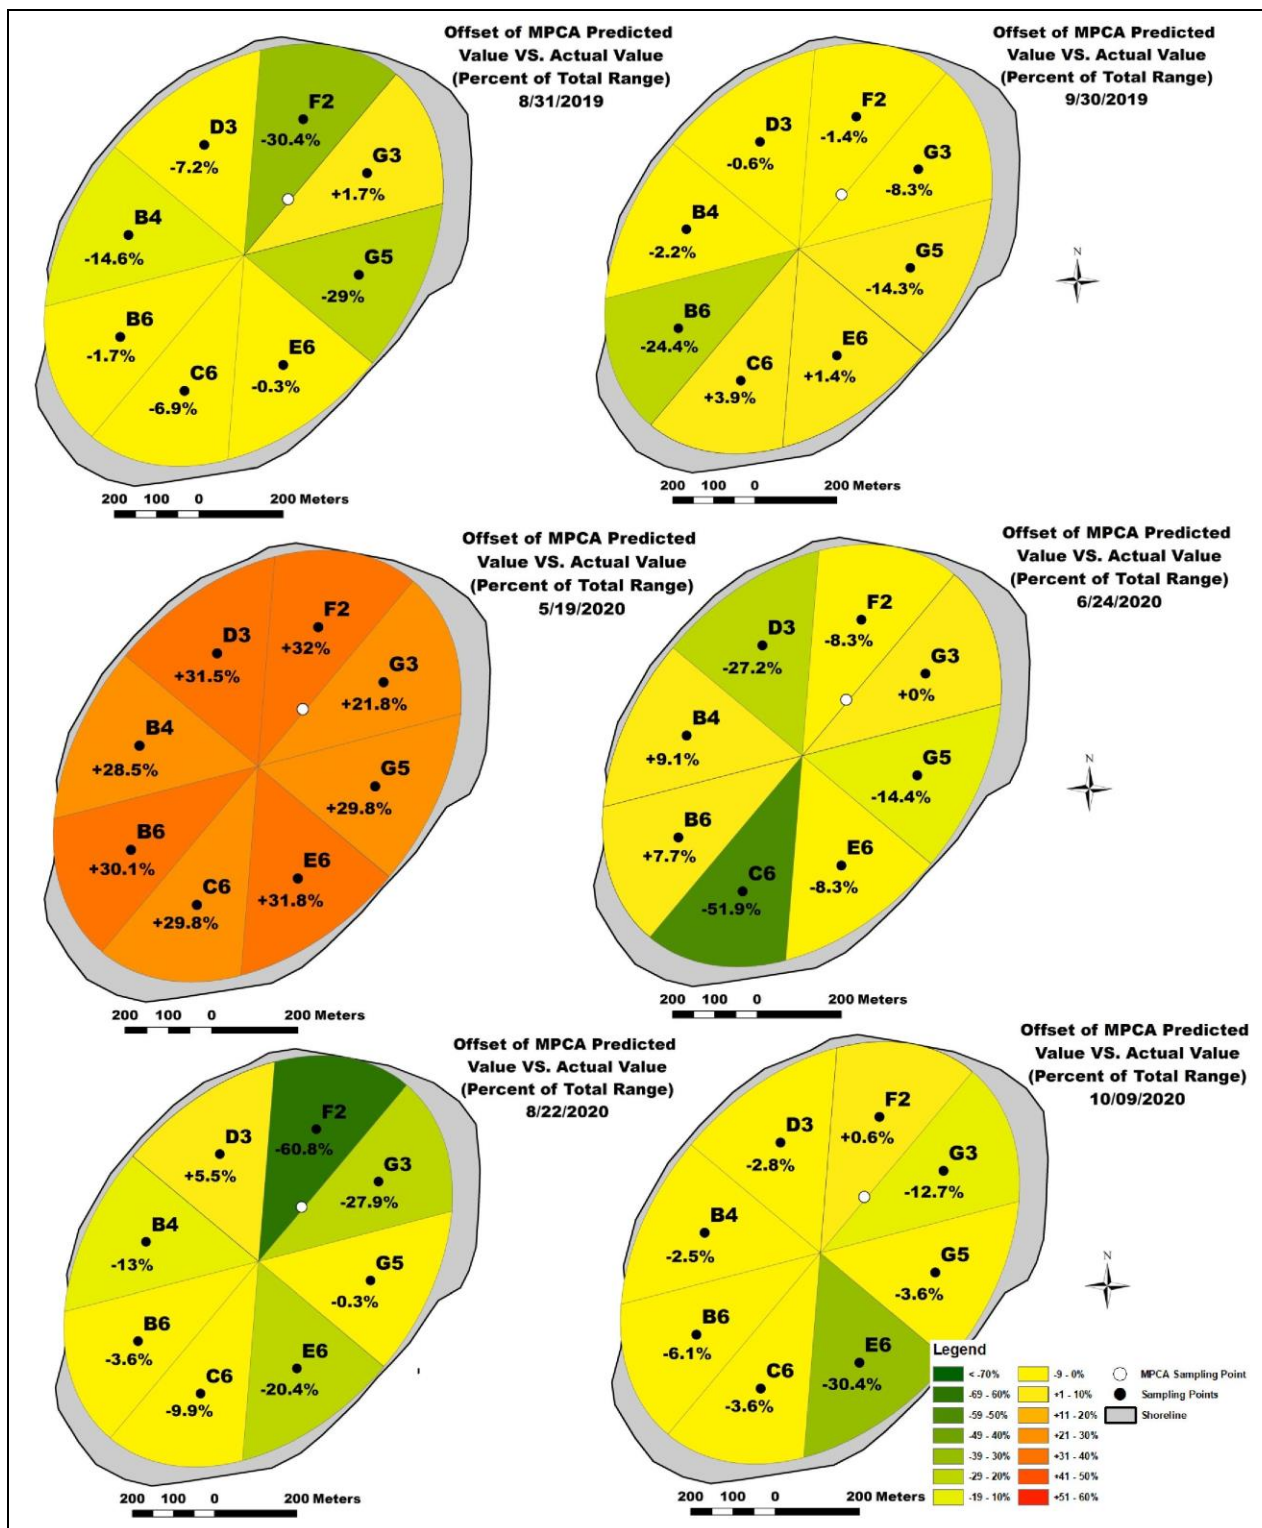 Offset of MPCA Predicted
Value VS. Actual Value
(Percent of Total Range)
8/31/2019
F2
-30.4%
D3
-7.2%
G3
+1.7%
B4
-14.6%
G5
-29%
B6
-1.7%
E6
-0.3%
C6
-6.9%
200 100 0 200 Meters
Offset of MPCA Predicted
Value VS. Actual Value
(Percent of Total Range)
9/30/2019
F2
-1.4%
D3
-0.6%
G3
-8.3%
B4
-2.2%
G5
-14.3%
B6
-24.4%
E6
+1.4%
C6
+3.9%
200 100 0 200 Meters
N
Offset of MPCA Predicted
Value VS. Actual Value
(Percent of Total Range)
5/19/2020
F2
+32%
D3
+31.5%
G3
+21.8%
B4
+28.5%
G5
+29.8%
B6
+30.1%
E6
+31.8%
C6
+29.8%
200 100 0 200 Meters
Offset of MPCA Predicted
Value VS. Actual Value
(Percent of Total Range)
6/24/2020
F2
-8.3%
D3
-27.2%
G3
+0%
B4
+9.1%
G5
-14.4%
B6
+7.7%
E6
-8.3%
C6
-51.9%
200 100 0 200 Meters
N
Offset of MPCA Predicted
Value VS. Actual Value
(Percent of Total Range)
8/22/2020
F2
-60.8%
D3
+5.5%
G3
-27.9%
B4
-13%
G5
-0.3%
B6
-3.6%
E6
-20.4%
C6
-9.9%
200 100 0 200 Meters
Offset of MPCA Predicted
Value VS. Actual Value
(Percent of Total Range)
10/09/2020
F2
+0.6%
D3
-2.8%
G3
-12.7%
B4
-2.5%
G5
-3.6%
B6
-6.1%
E6
-30.4%
C6
-3.6%
200 100 0 200 Meters
N
Legend
< -70%
-69 - 60%
-59 - 50%
-49 - 40%
-39 - 30%
-29 - 20%
-19 - 10%
-9 - 0%
+1 - 10%
+11 - 20%
+21 - 30%
+31 - 40%
+41 - 50%
+51 - 60%
MPCA Sampling Point
Sampling Points
Shoreline